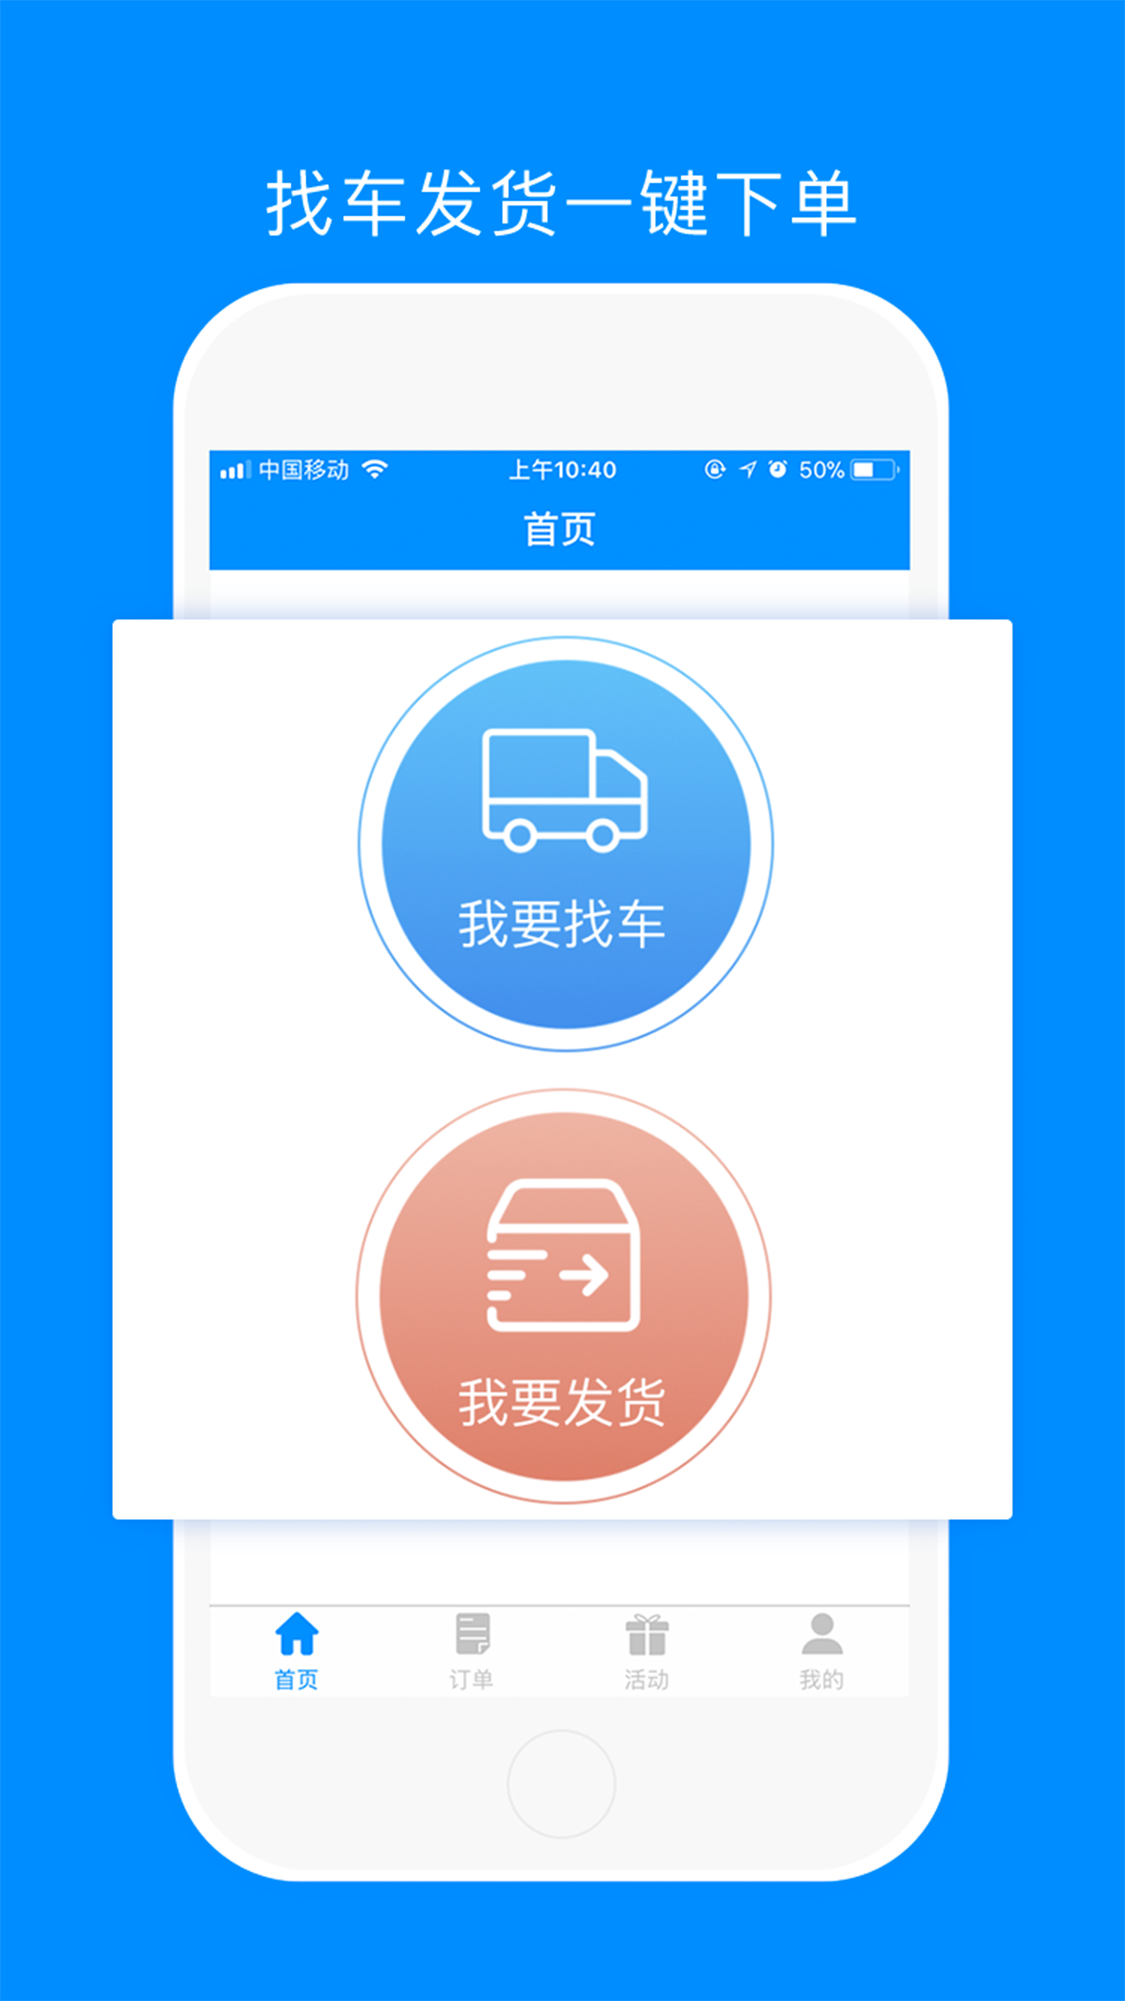 找车发货一键下单
中国移动 上午10:40 50%
首页
我要找车
我要发货
首页 订单 活动 我的